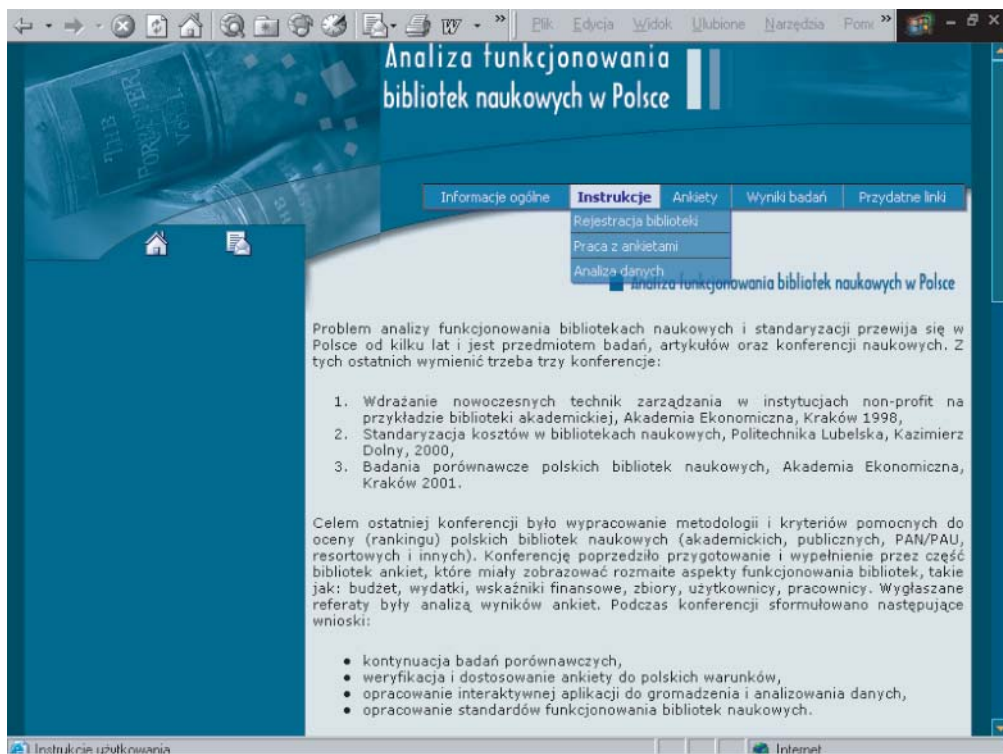 Plik Edycja Widok Ulubione Narzędzia Pomo
Analiza funkcjonowania
bibliotek naukowych w Polsce
THE
VOL I.
Informacje ogólne Instrukcje Ankiety Wyniki badań Przydatne linki
Rejestracja biblioteki
Praca z ankietami
Analiza danych
Analiza funkcjonowania bibliotek naukowych w Polsce
Problem analizy funkcjonowania bibliotekach naukowych i standaryzacji przewija się w
Polsce od kilku lat i jest przedmiotem badań, artykułów oraz konferencji naukowych. Z
tych ostatnich wymienić trzeba trzy konferencje:
1. Wdrażanie nowoczesnych technik zarządzania w instytucjach non-profit na
przykładzie biblioteki akademickiej, Akademia Ekonomiczna, Kraków 1998,
2. Standaryzacja kosztów w bibliotekach naukowych, Politechnika Lubelska, Kazimierz
Dolny, 2000,
3. Badania porównawcze polskich bibliotek naukowych, Akademia Ekonomiczna,
Kraków 2001.
Celem ostatniej konferencji było wypracowanie metodologii i kryteriów pomocnych do
oceny (rankingu) polskich bibliotek naukowych (akademickich, publicznych, PAN/PAU,
resortowych i innych). Konferencję poprzedziło przygotowanie i wypełnienie przez część
bibliotek ankiet, które miały zobrazować rozmaite aspekty funkcjonowania bibliotek, takie
jak: budżet, wydatki, wskaźniki finansowe, zbiory, użytkownicy, pracownicy. Wygłaszane
referaty były analizą wyników ankiet. Podczas konferencji sformułowano następujące
wnioski:
• kontynuacja badań porównawczych,
• weryfikacja i dostosowanie ankiety do polskich warunków,
• opracowanie interaktywnej aplikacji do gromadzenia i analizowania danych,
• opracowanie standardów funkcjonowania bibliotek naukowych.
Instrukcje użytkowania Internet